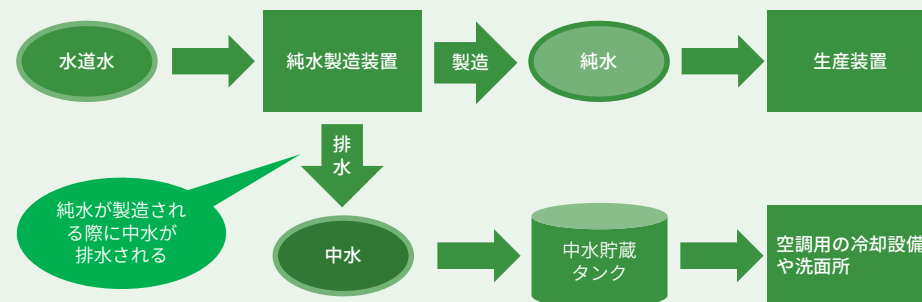 水道水
純水製造装置
製造
純水
生産装置
排
水
純水が製造され
る際に中水が
排水される
中水
中水貯蔵
タンク
空調用の冷却設備
や洗面所